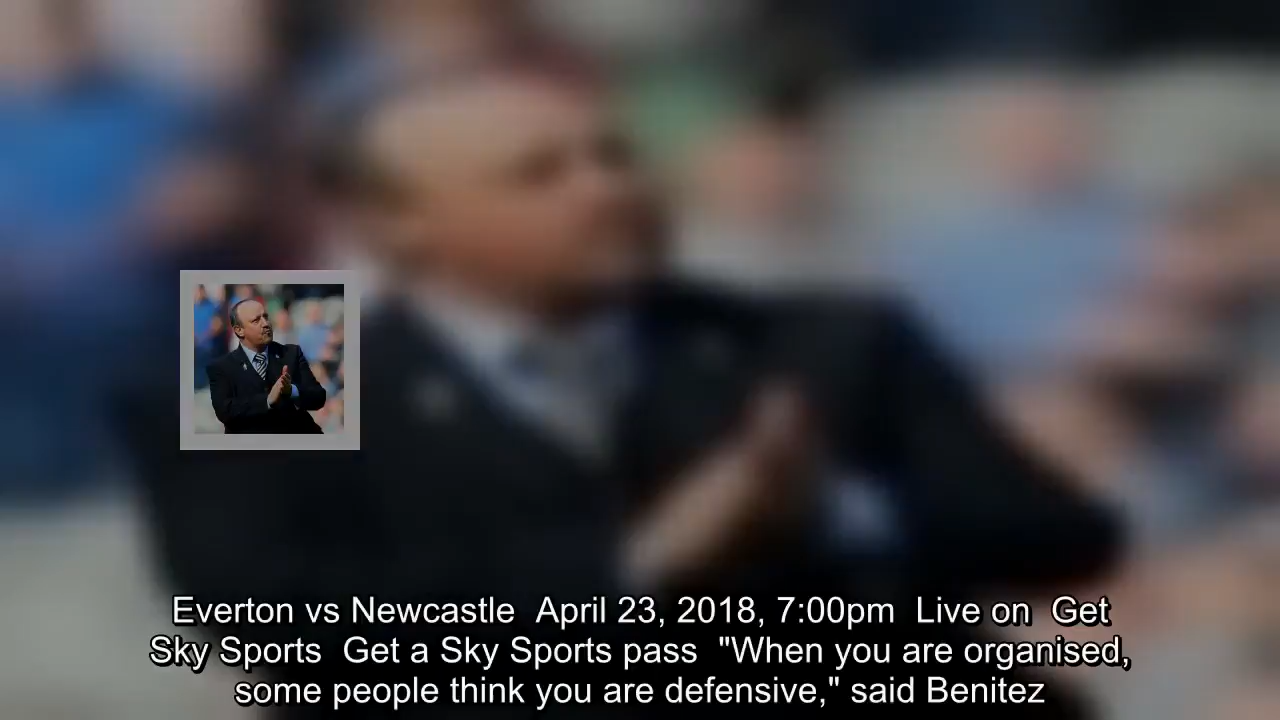 Everton vs Newcastle  April 23, 2018, 7:00pm  Live on  Get
Sky Sports  Get a Sky Sports pass  "When you are organised,
some people think you are defensive," said Benitez